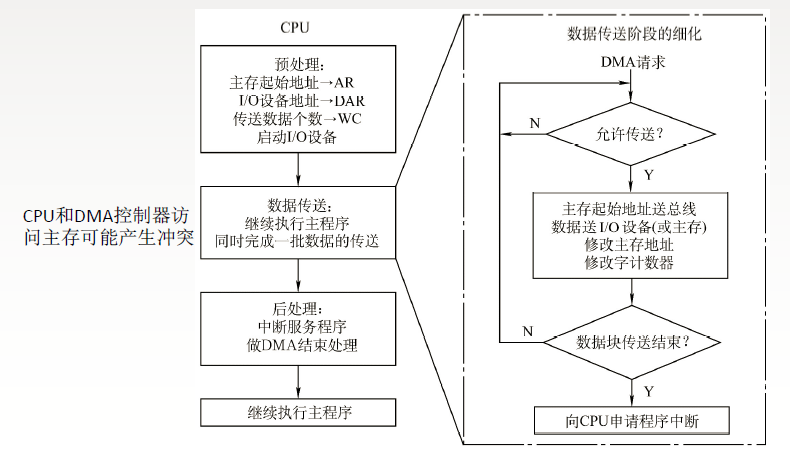 CPU
预处理:
主存起始地址→AR
I/O设备地址→DAR
传送数据个数→WC
启动I/O设备
数据传送:
继续执行主程序
同时完成一批数据的传送
后处理:
中断服务程序
做DMA结束处理
继续执行主程序
CPU和DMA控制器访
问主存可能产生冲突
数据传送阶段的细化
DMA请求
N
允许传送?
Y
主存起始地址送总线
数据送I/O设备(或主存)
修改主存地址
修改字计数器
N
数据块传送结束?
Y
向CPU申请程序中断